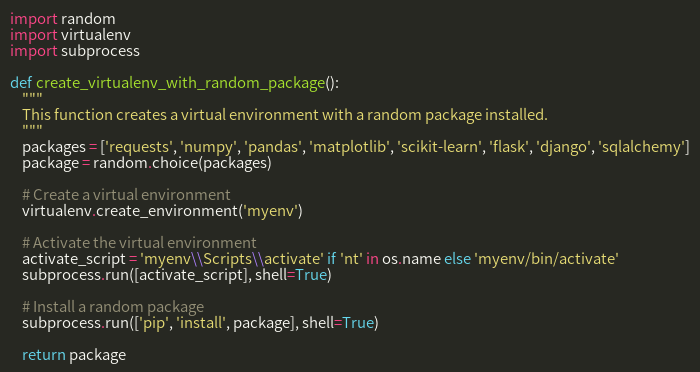 import random
import virtualenv
import subprocess

def create_virtualenv_with_random_package():
    """
    This function creates a virtual environment with a random package installed.
    """
    packages = ['requests', 'numpy', 'pandas', 'matplotlib', 'scikit-learn', 'flask', 'django', 'sqlalchemy']
    package = random.choice(packages)

    # Create a virtual environment
    virtualenv.create_environment('myenv')

    # Activate the virtual environment
    activate_script = 'myenv\\Scripts\\activate' if 'nt' in os.name else 'myenv/bin/activate'
    subprocess.run([activate_script], shell=True)

    # Install a random package
    subprocess.run(['pip', 'install', package], shell=True)

    return package